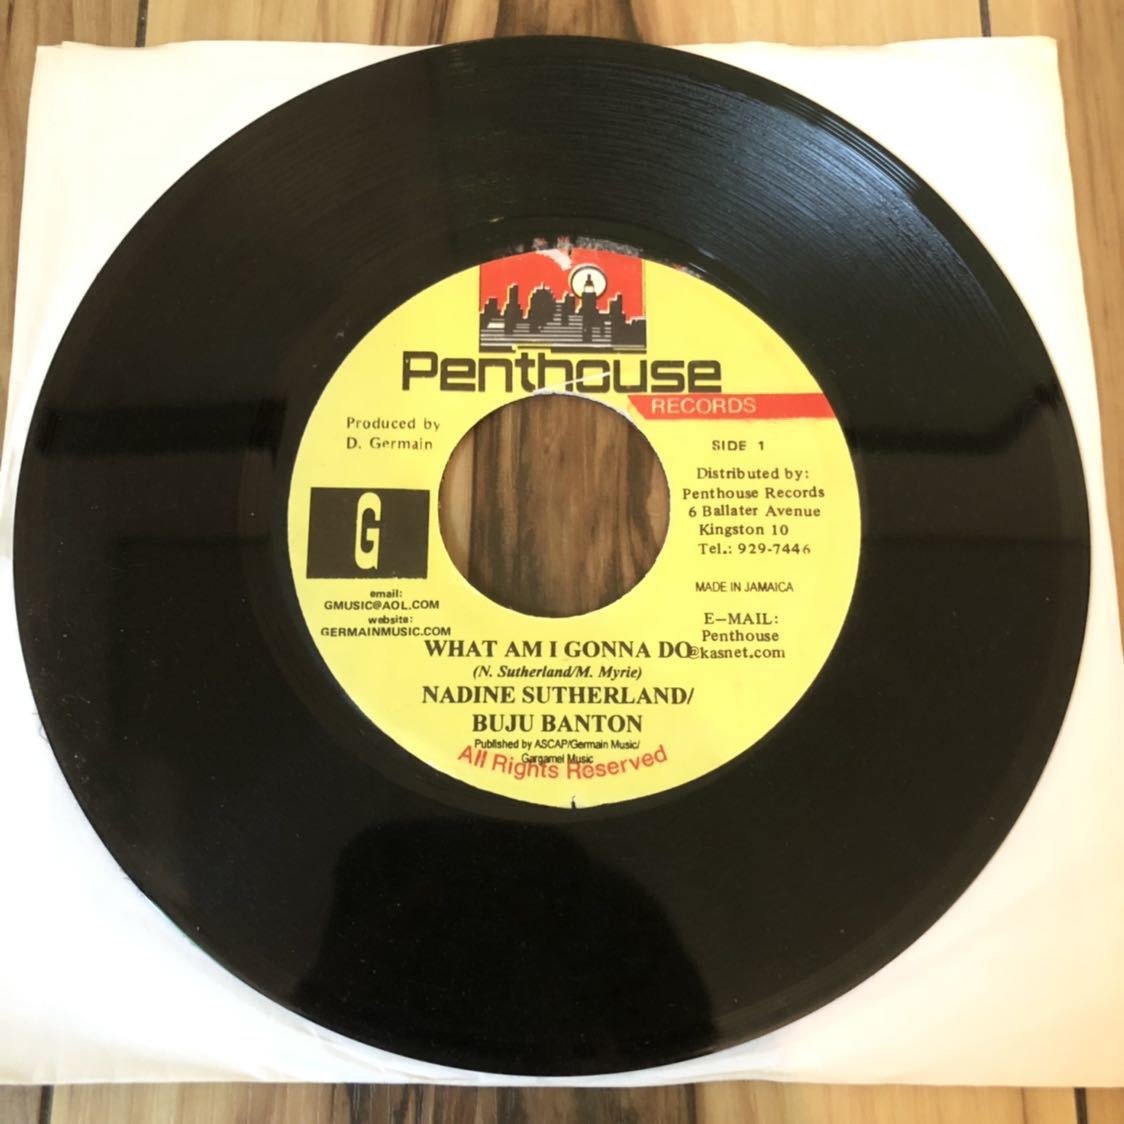 Penthouse
RECORDS
Produced by
D. Germain
G
email:
GMUSIC@AOL.COM
website:
GERMAINMUSIC.COM
SIDE 1
Distributed by:
Penthouse Records
6 Ballater Avenue
Kingston 10
Tel.: 929-7446
MADE IN JAMAICA
E-MAIL:
Penthouse
@kasnet.com
WHAT AM I GONNA DO
(N. Sutherland/M. Myrie)
NADINE SUTHERLAND/
BUJU BANTON
Published by ASCAP/Germain Music/
Gargamel Music
All Rights Reserved